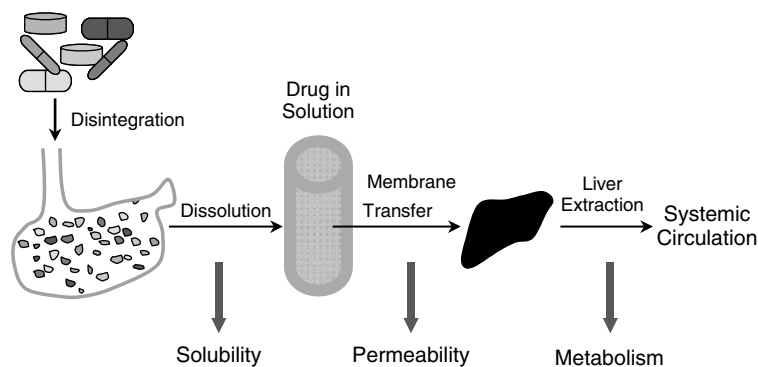 Disintegration
Drug in
Solution
Dissolution
Membrane
Transfer
Liver
Extraction
Systemic
Circulation
Solubility
Permeability
Metabolism